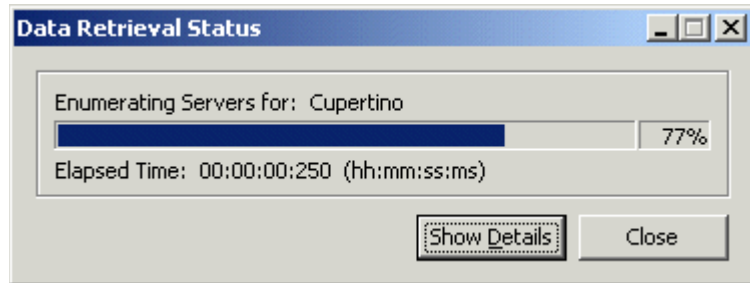 Data Retrieval Status
Enumerating Servers for: Cupertino
77%
Elapsed Time: 00:00:00:250 (hh:mm:ss:ms)
Show Details
Close